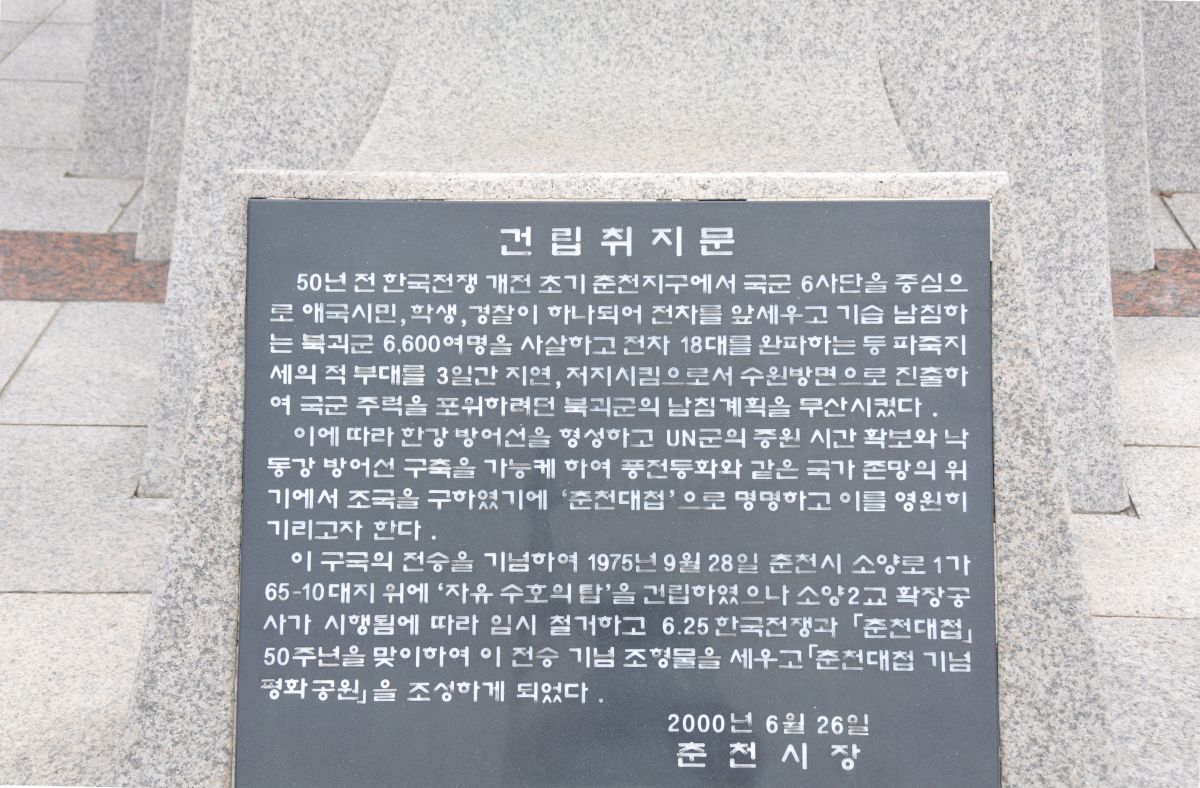 건립취지문
50년 전 한국전쟁 개전 초기 춘천지구에서 국군 6사단을 중심으
로 애국시민, 학생, 경찰이 하나되어 전차를 앞세우고 기습 남침하
는 북괴군 6,600여명을 사살하고 전차 18대를 완파하는 등 파죽지
세의 적 부대를 3일간 지연, 저지시킴으로서 수원방면으로 진출하
여 국군 주력을 포위하려던 북괴군의 남침계획을 무산시켰다.
이에 따라 한강 방어선을 형성하고 UN군의 증원 시간 확보와 낙
동강 방어선 구축을 가능케 하여 풍전등화와 같은 국가 존망의 위
기에서 조국을 구하였기에 '춘천대첩'으로 명명하고 이를 영원히
기리고자 한다.
이 구국의 전승을 기념하여 1975년 9월 28일 춘천시 소양로 1가
65-10대지 위에 '자유 수호의 탑'을 건립하였으나 소양2교 확장공
사가 시행됨에 따라 임시 철거하고 6.25 한국전쟁과 「춘천대첩」
50주년을 맞이하여 이 전승 기념 조형물을 세우고「춘천대첩 기념
평화공원」을 조성하게 되었다.
2000년 6월 26일
춘천시장